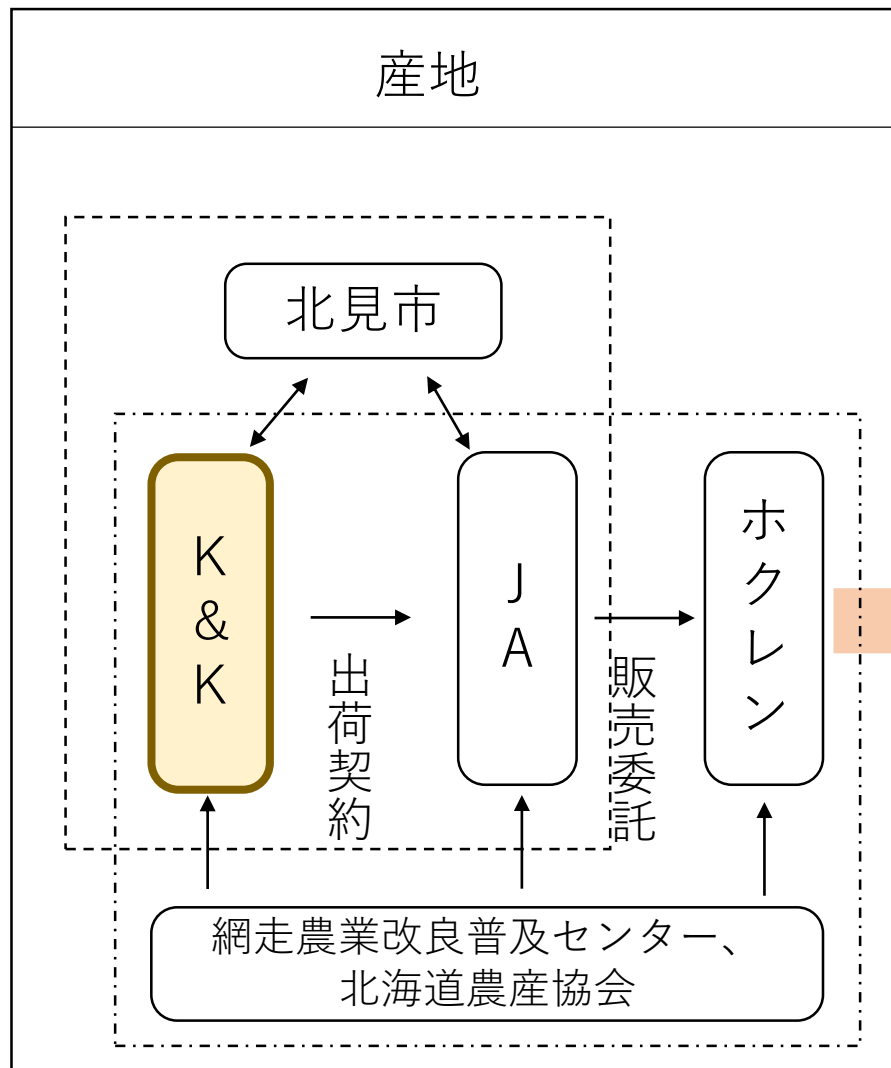 産地
北見市
K&K
出荷契約
JA
販売委託
ホクレン
網走農業改良普及センター、
北海道農産協会